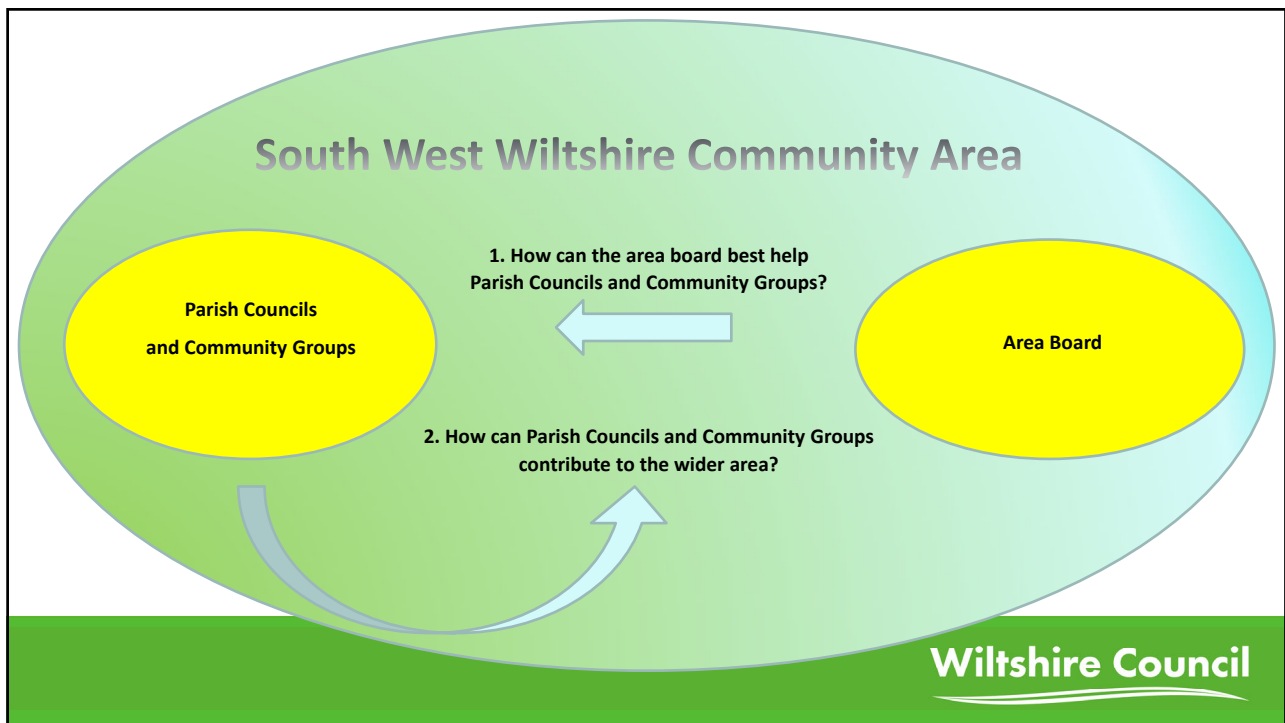 South West Wiltshire Community Area
1. How can the area board best help
Parish Councils and Community Groups?
Parish Councils
and Community Groups
Area Board
2. How can Parish Councils and Community Groups
contribute to the wider area?
Wiltshire Council